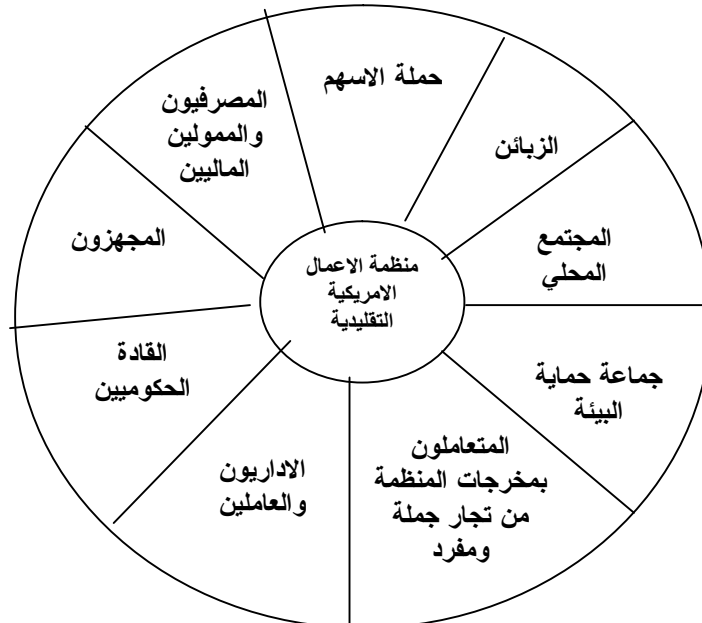 حملة الاسهم
المصرفيون
والممولين
الماليين
الزبائن
المجهزون
المجتمع
المحلي
منظمة الاعمال
الامريكية
التقليدية
القادة
الحكوميين
جماعة حماية
البيئة
الاداريون
والعاملين
المتعاملون
بمخرجات المنظمة
من تجار جملة
ومفرد